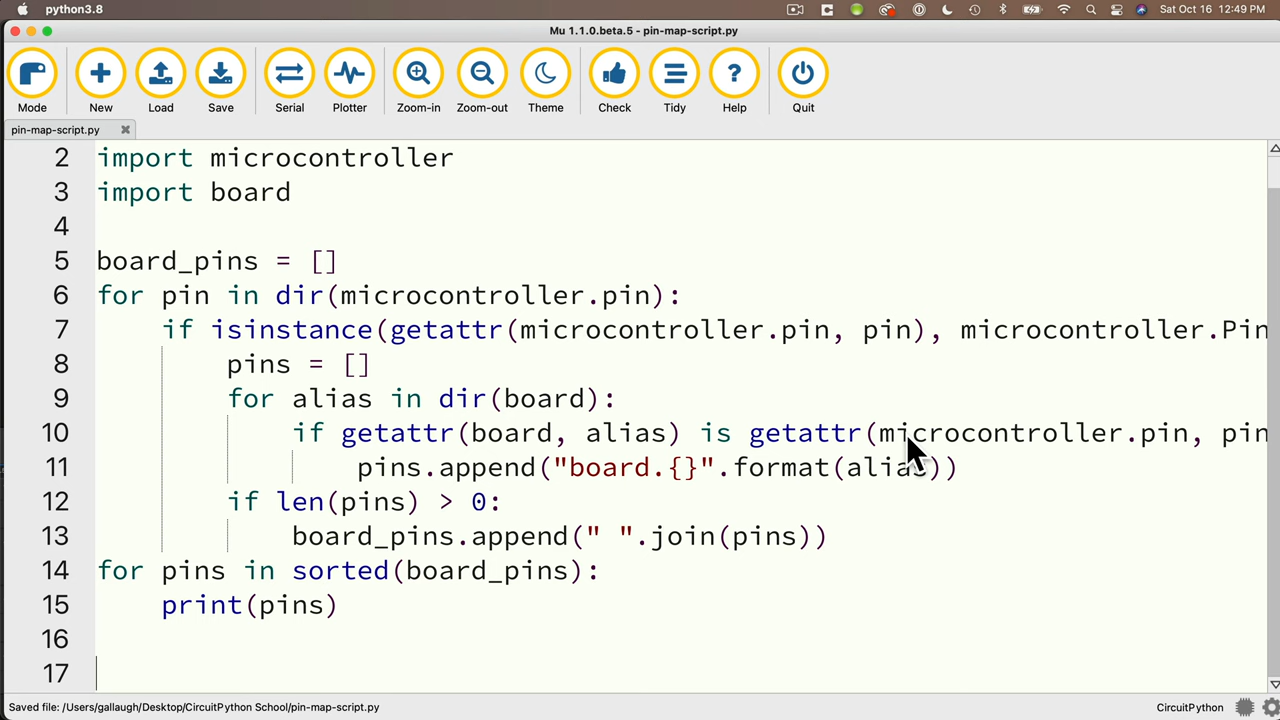 python3.8
Sat Oct 16 12:49 PM
Mu 1.1.0.beta.5 - pin-map-script.py
Mode New Load Save Serial Plotter Zoom-in Zoom-out Theme Check Tidy Help Quit
pin-map-script.py
2 import microcontroller
3 import board
4
5 board_pins = []
6 for pin in dir(microcontroller.pin):
7 if isinstance(getattr(microcontroller.pin, pin), microcontroller.Pin
8 pins = []
9 for alias in dir(board):
10 if getattr(board, alias) is getattr(microcontroller.pin, pin
11 pins.append("board.{}".format(alias))
12 if len(pins) > 0:
13 board_pins.append(" ".join(pins))
14 for pins in sorted(board_pins):
15 print(pins)
16
17
Saved file: /Users/gallaugh/Desktop/CircuitPython School/pin-map-script.py
CircuitPython